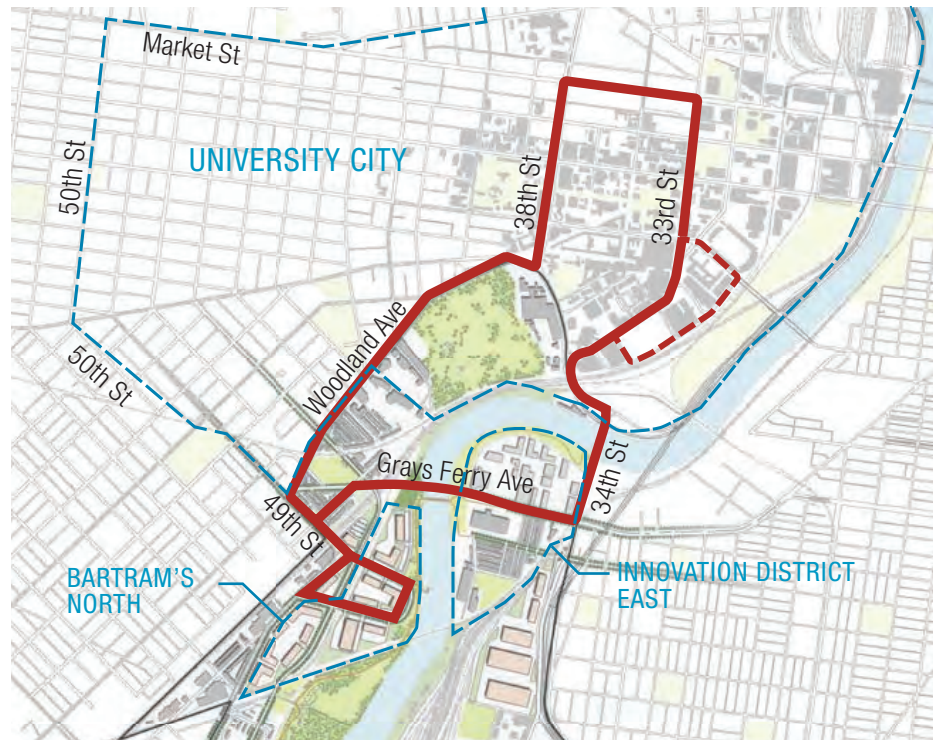 Market St
50th St
UNIVERSITY CITY
38th St
33rd St
50th St
Woodland Ave
Grays Ferry Ave
34th St
49th St
BARTRAM'S
NORTH
INNOVATION DISTRICT
EAST